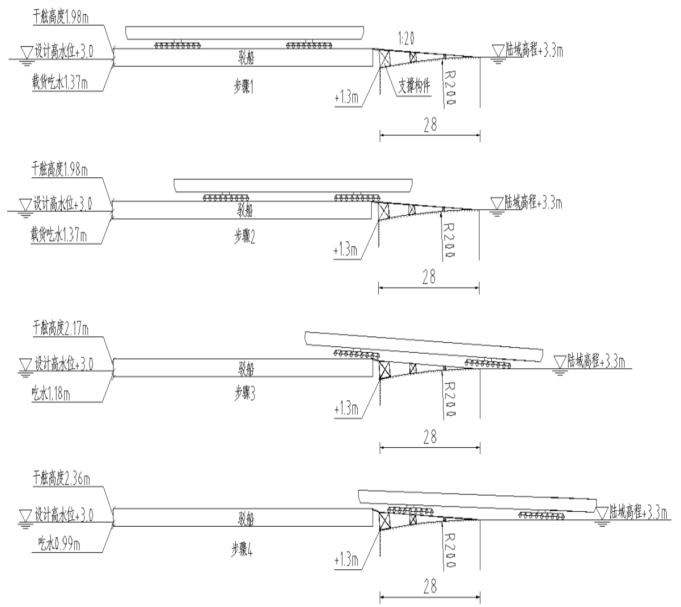 干舷高度1.98m
1:20
设计高水位+3.0
驳船
陆域高程+3.3m
载货吃水1.37m
步骤1
+1.3m
支撑构件
R200
28
干舷高度1.98m
设计高水位+3.0
驳船
陆域高程+3.3m
载货吃水1.37m
步骤2
+1.3m
R200
28
干舷高度2.17m
设计高水位+3.0
驳船
陆域高程+3.3m
吃水1.18m
步骤3
+1.3m
R200
28
干舷高度2.36m
设计高水位+3.0
驳船
陆域高程+3.3m
吃水0.99m
步骤4
+1.3m
R200
28